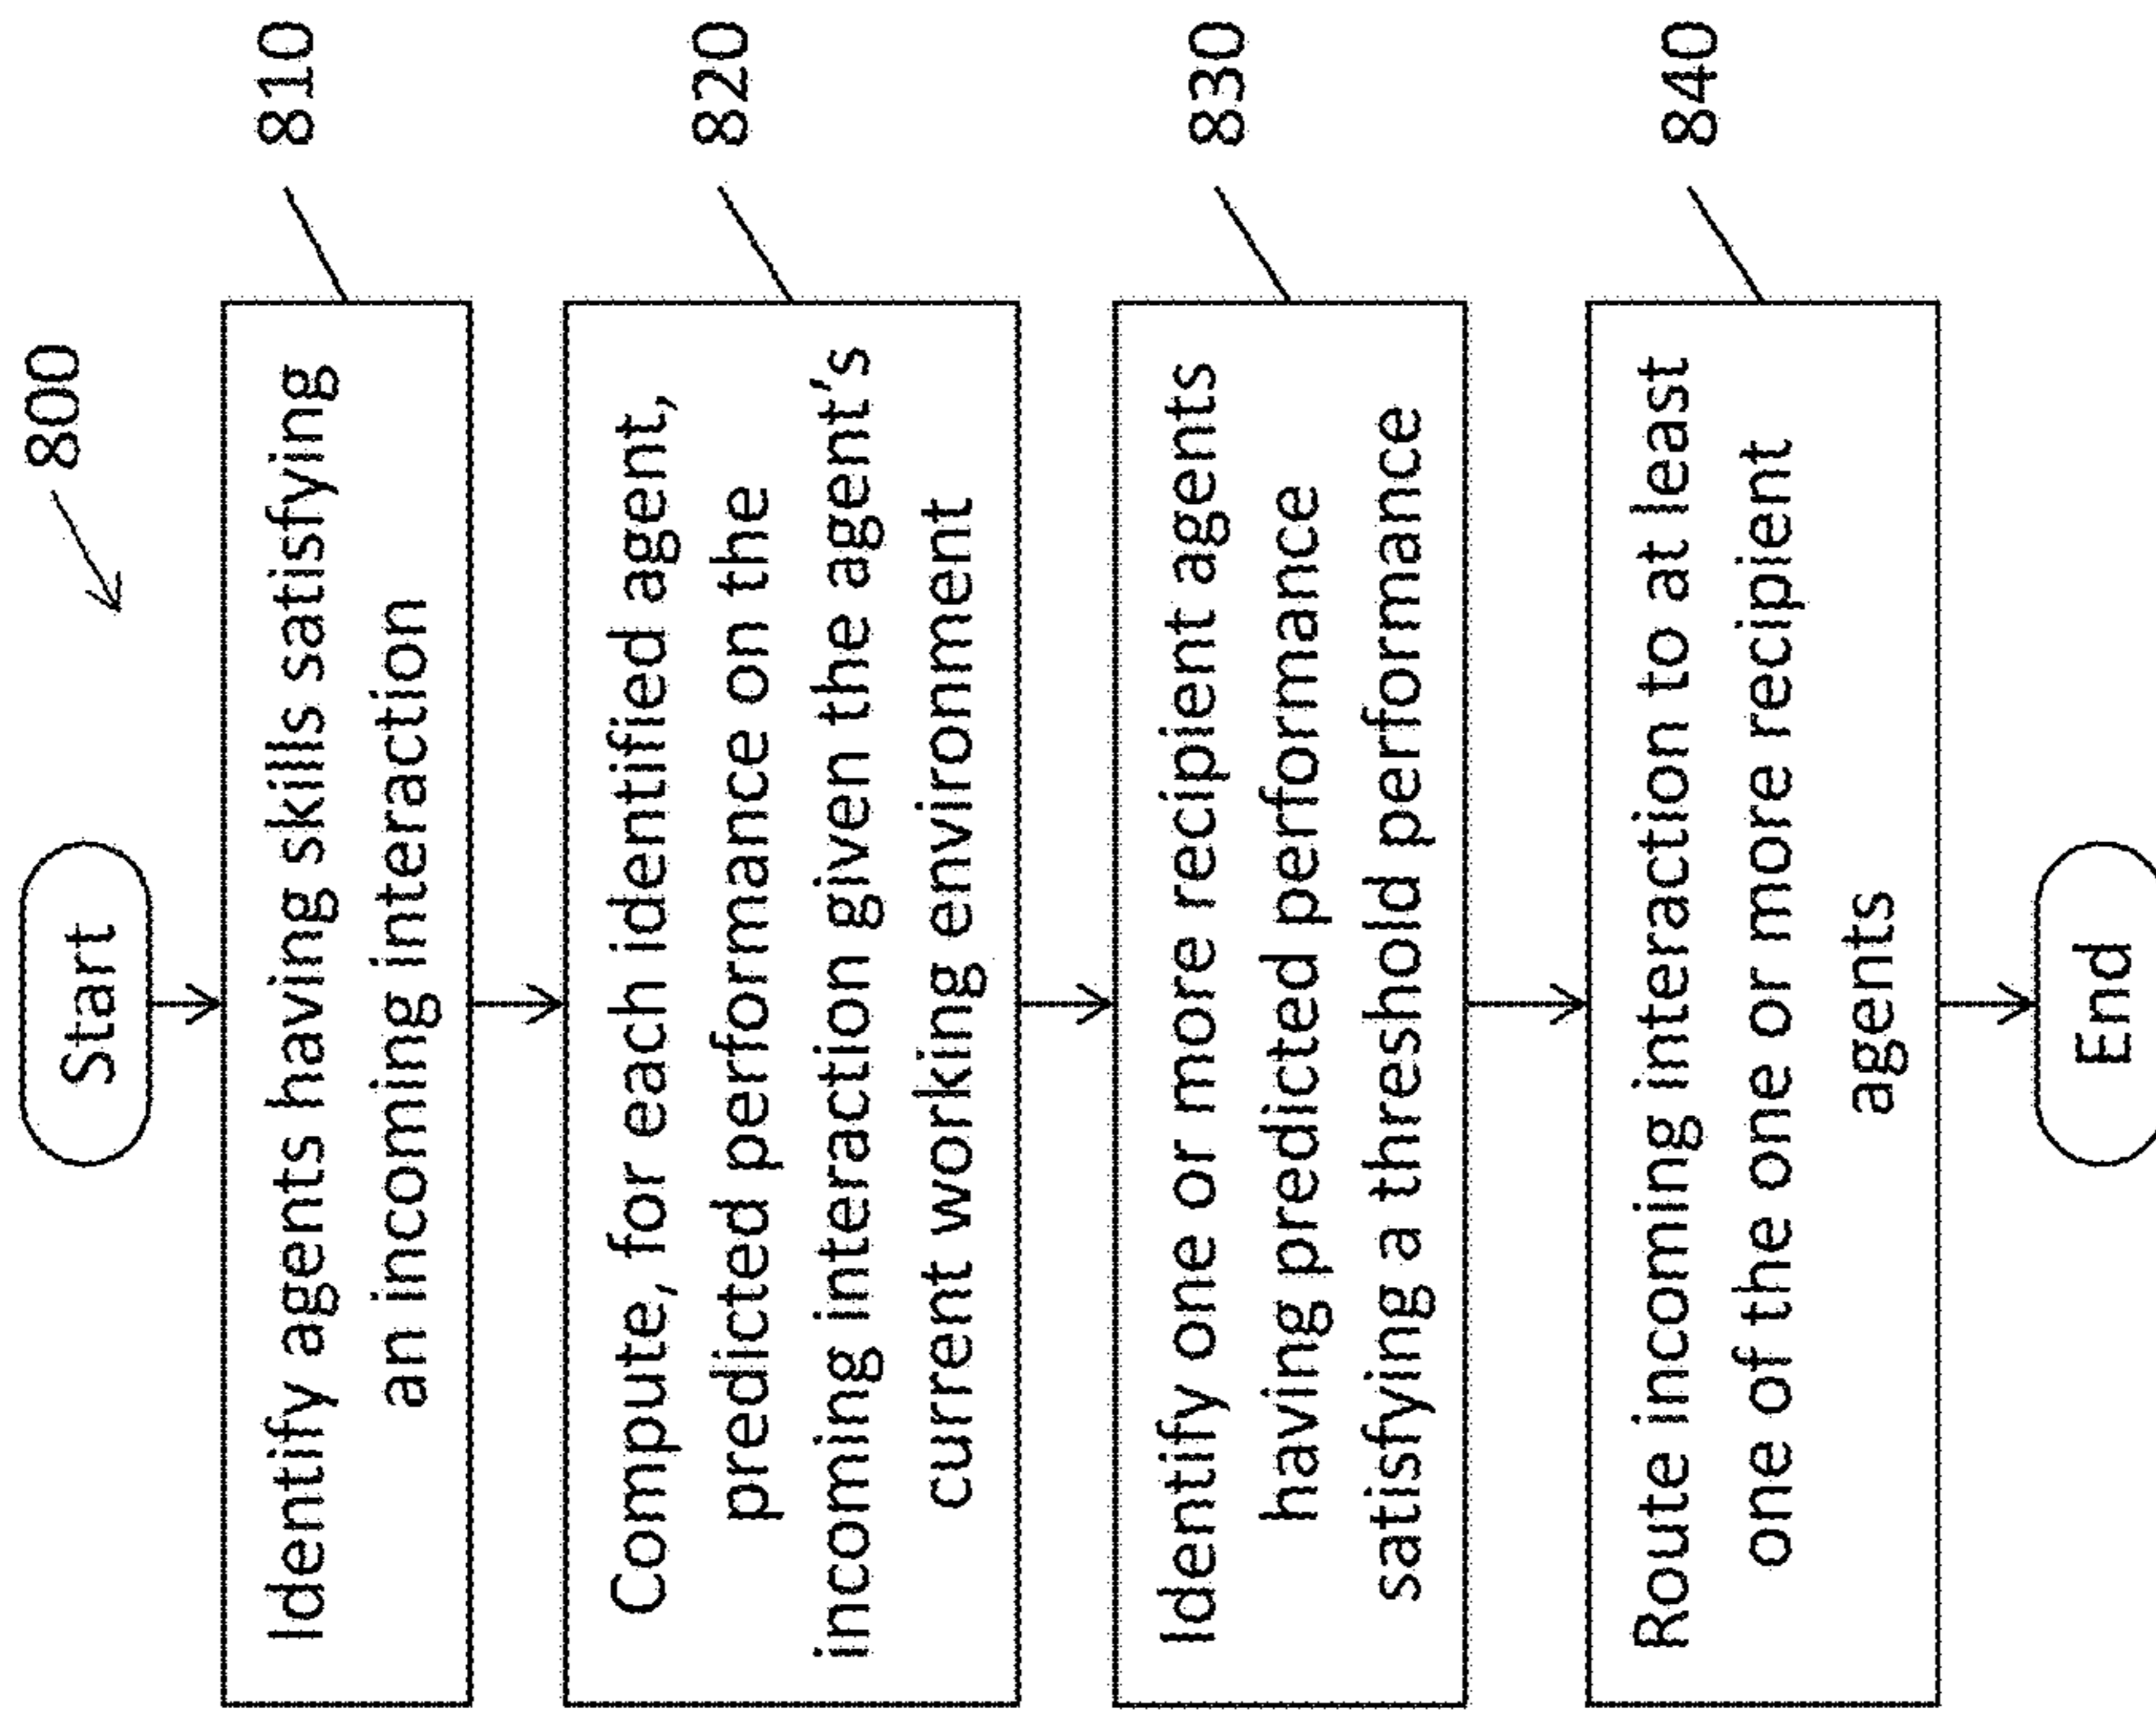 800
Start
Identify agents having skills satisfying
an incoming interaction
810
Compute, for each identified agent,
predicted performance on the
incoming interaction given the agent's
current working environment
820
Identify one or more recipient agents
having predicted performance
satisfying a threshold performance
830
Route incoming interaction to at least
one of the one or more recipient
agents
840
End